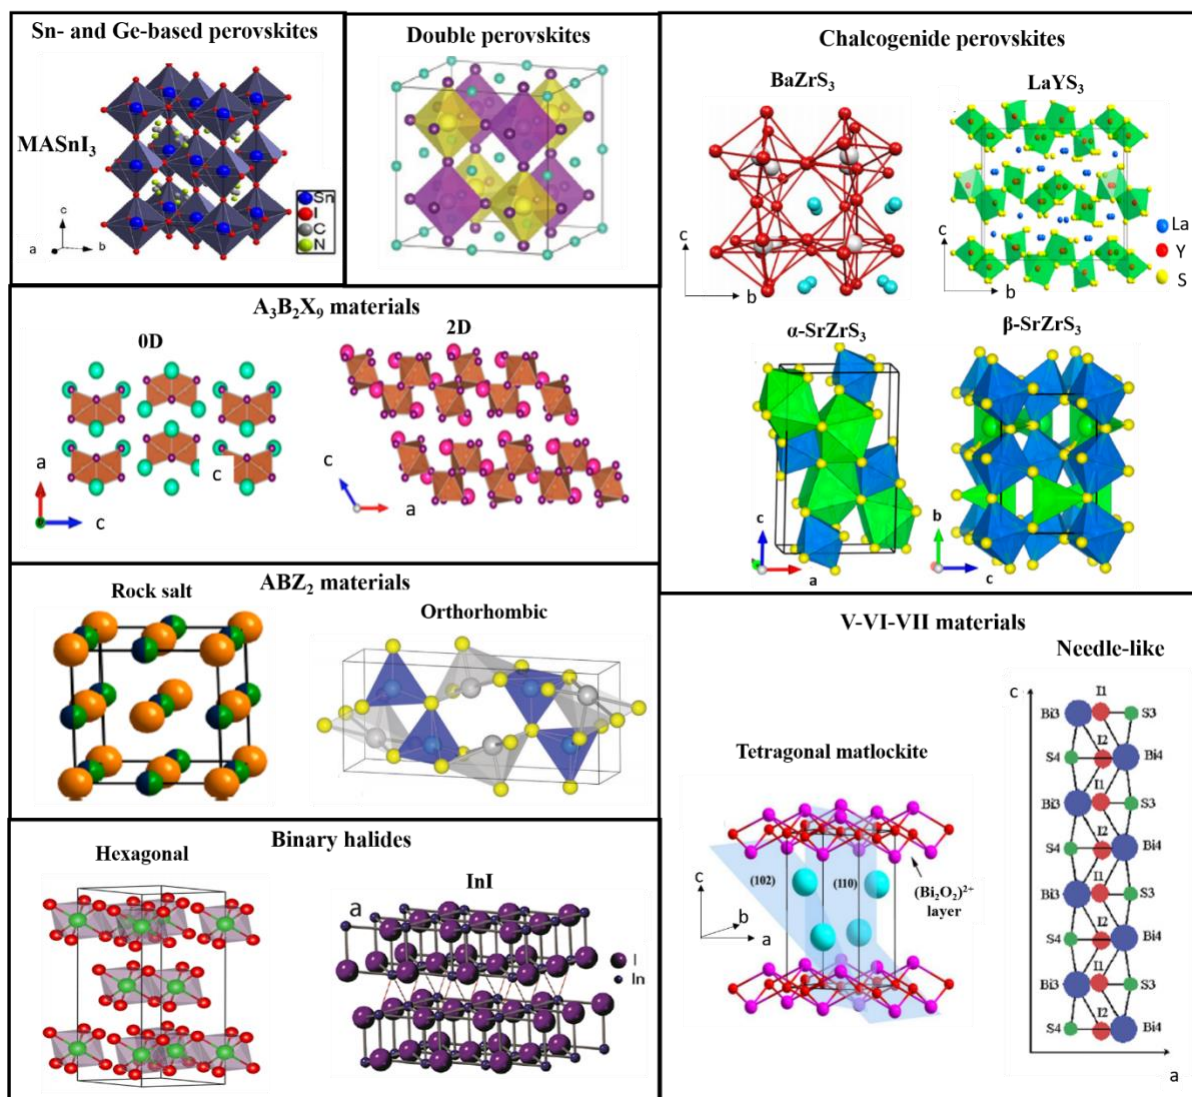 Sn- and Ge-based perovskites
MASnI₃
Sn
I
C
N
c
a
b
Double perovskites
Chalcogenide perovskites
BaZrS₃
c
b
LaYS₃
La
Y
S
c
b
α-SrZrS₃
c
a
β-SrZrS₃
b
c
A₃B₂X₉ materials
0D
a
c
c
2D
c
a
ABZ₂ materials
Rock salt
Orthorhombic
Binary halides
Hexagonal
InI
a
I
In
V-VI-VII materials
Tetragonal matlockite
(102)
(110)
(Bi₂O₂)²⁺
layer
c
b
a
Needle-like
c
I1
Bi3
S3
I2
S4
Bi4
I1
Bi3
S3
I2
S4
Bi4
I1
Bi3
S3
I2
S4
Bi4
I1
Bi3
S3
I2
S4
Bi4
a